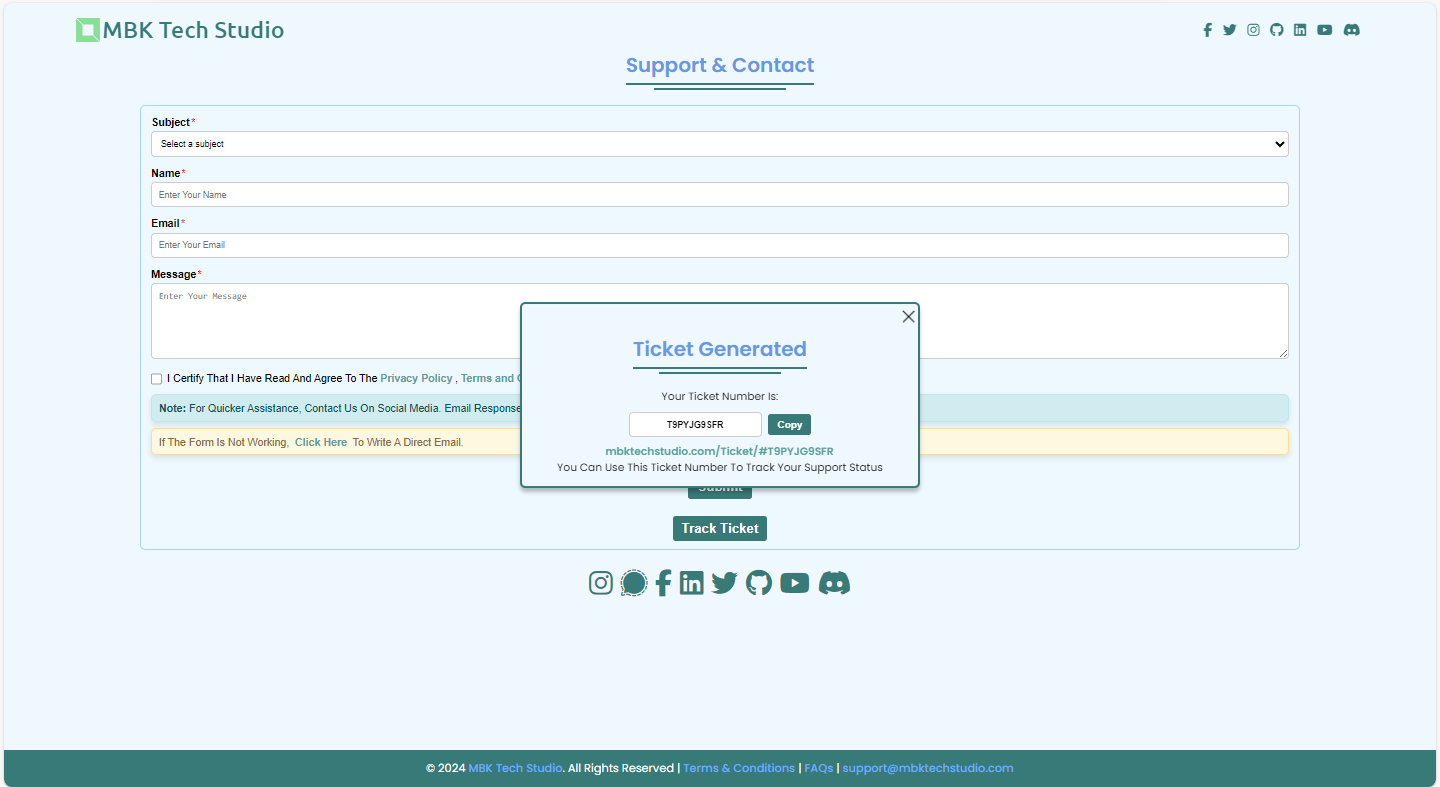 MBK Tech Studio
Support & Contact
Subject*
Select a subject
Name*
Enter Your Name
Email*
Enter Your Email
Message*
Enter Your Message
I Certify That I Have Read And Agree To The Privacy Policy , Terms and
Note: For Quicker Assistance, Contact Us On Social Media. Email Response
If The Form Is Not Working, Click Here To Write A Direct Email.
Ticket Generated
Your Ticket Number Is:
T9PYJG9SFR Copy
mbktechstudio.com/Ticket/#T9PYJG9SFR
You Can Use This Ticket Number To Track Your Support Status
Submit
Track Ticket
© 2024 MBK Tech Studio. All Rights Reserved | Terms & Conditions | FAQs | support@mbktechstudio.com